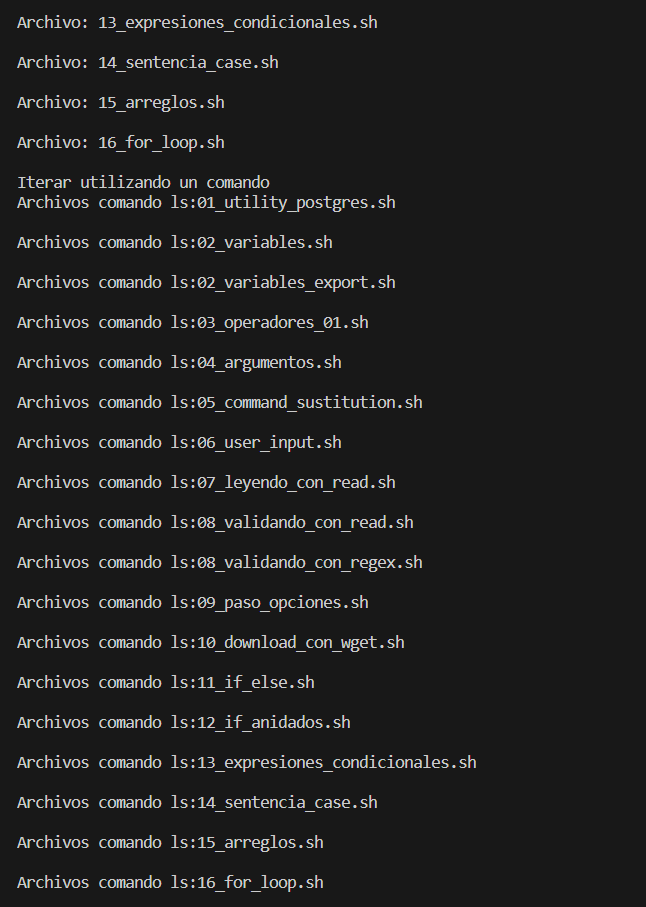 Archivo: 13_expresiones_condicionales.sh
Archivo: 14_sentencia_case.sh
Archivo: 15_arreglos.sh
Archivo: 16_for_loop.sh
Iterar utilizando un comando
Archivos comando ls:01_utility_postgres.sh
Archivos comando ls:02_variables.sh
Archivos comando ls:02_variables_export.sh
Archivos comando ls:03_operadores_01.sh
Archivos comando ls:04_argumentos.sh
Archivos comando ls:05_command_sustitution.sh
Archivos comando ls:06_user_input.sh
Archivos comando ls:07_leyendo_con_read.sh
Archivos comando ls:08_validando_con_read.sh
Archivos comando ls:08_validando_con_regex.sh
Archivos comando ls:09_paso_opciones.sh
Archivos comando ls:10_download_con_wget.sh
Archivos comando ls:11_if_else.sh
Archivos comando ls:12_if_anidados.sh
Archivos comando ls:13_expresiones_condicionales.sh
Archivos comando ls:14_sentencia_case.sh
Archivos comando ls:15_arreglos.sh
Archivos comando ls:16_for_loop.sh